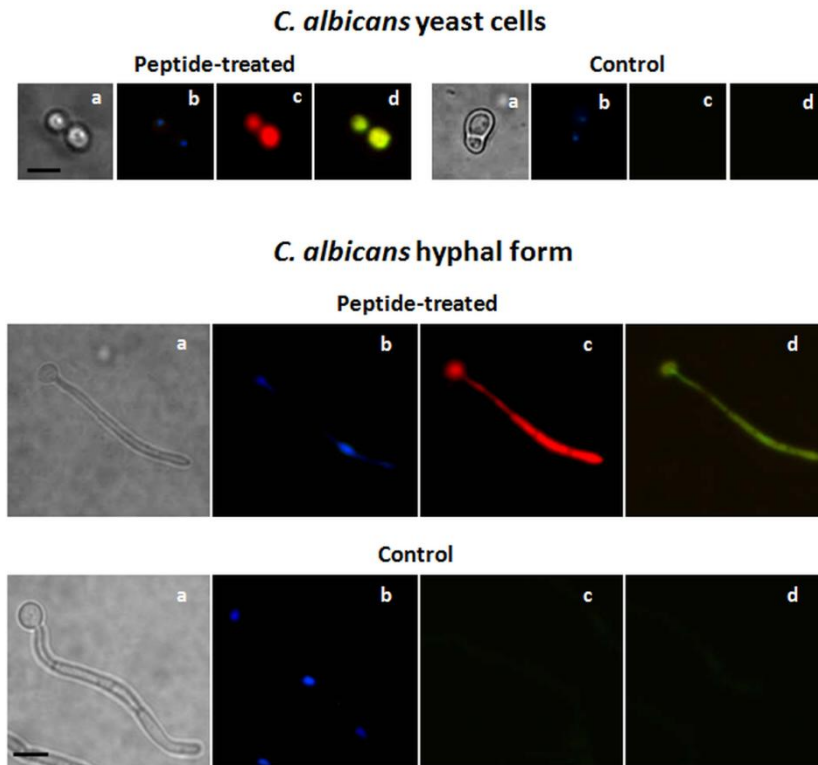 C. albicans yeast cells
Peptide-treated
Control
a b c d a b c d
C. albicans hyphal form
Peptide-treated
a b c d
Control
a b c d